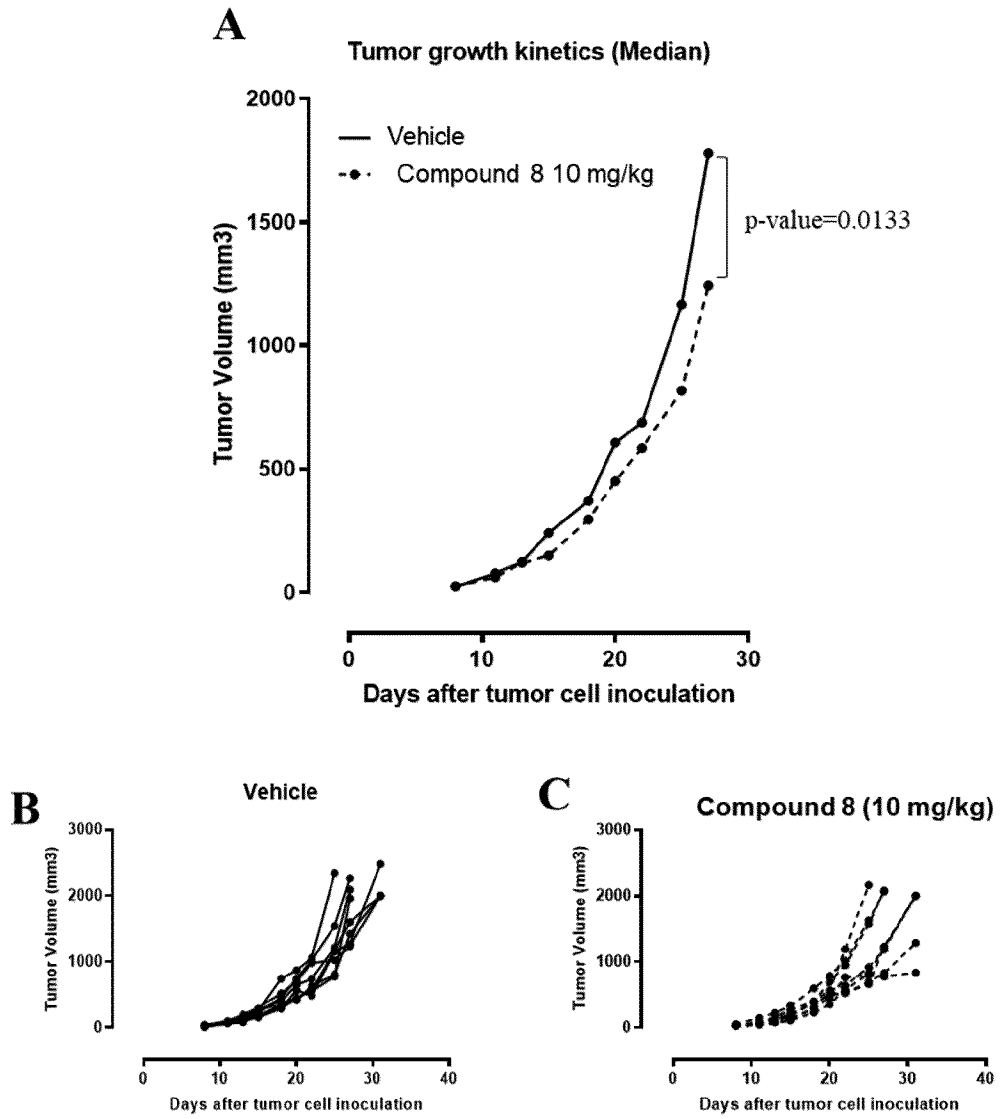 A
Tumor growth kinetics (Median)
2000
1500
1000
500
0
Tumor Volume (mm3)
Vehicle
Compound 8 10 mg/kg
p-value=0.0133
0 10 20 30
Days after tumor cell inoculation
B
Vehicle
3000
2000
1000
0
Tumor Volume (mm3)
0 10 20 30 40
Days after tumor cell inoculation
C
Compound 8 (10 mg/kg)
3000
2000
1000
0
Tumor Volume (mm3)
0 10 20 30 40
Days after tumor cell inoculation